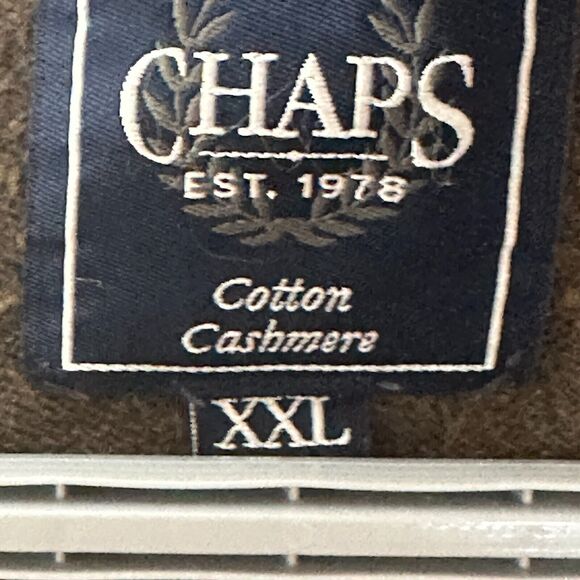 CHAPS
EST. 1978
Cotton
Cashmere
XXL